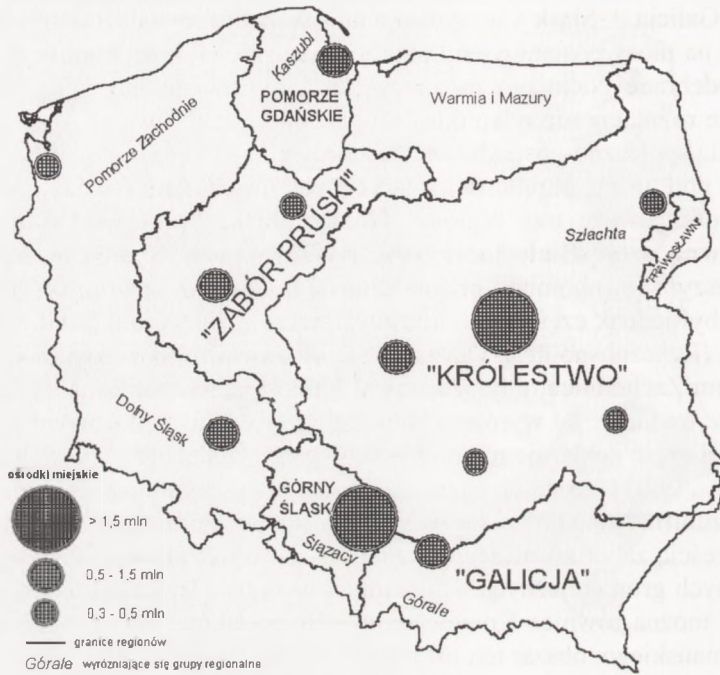 Kaszubi
POMORZE
GDAŃSKIE
Warmia i Mazury
Pomorze Zachodnie
"ZABÓR PRUSKI"
Szlachta
PRAWOSŁAWNI
"KRÓLESTWO"
Dolny Śląsk
GÓRNY
ŚLĄSK
Ślązacy
"GALICJA"
Górale
ośrodki miejskie
> 1,5 mln
0,5 - 1,5 mln
0,3 - 0,5 mln
granice regionów
Górale wyróżniające się grupy regionalne